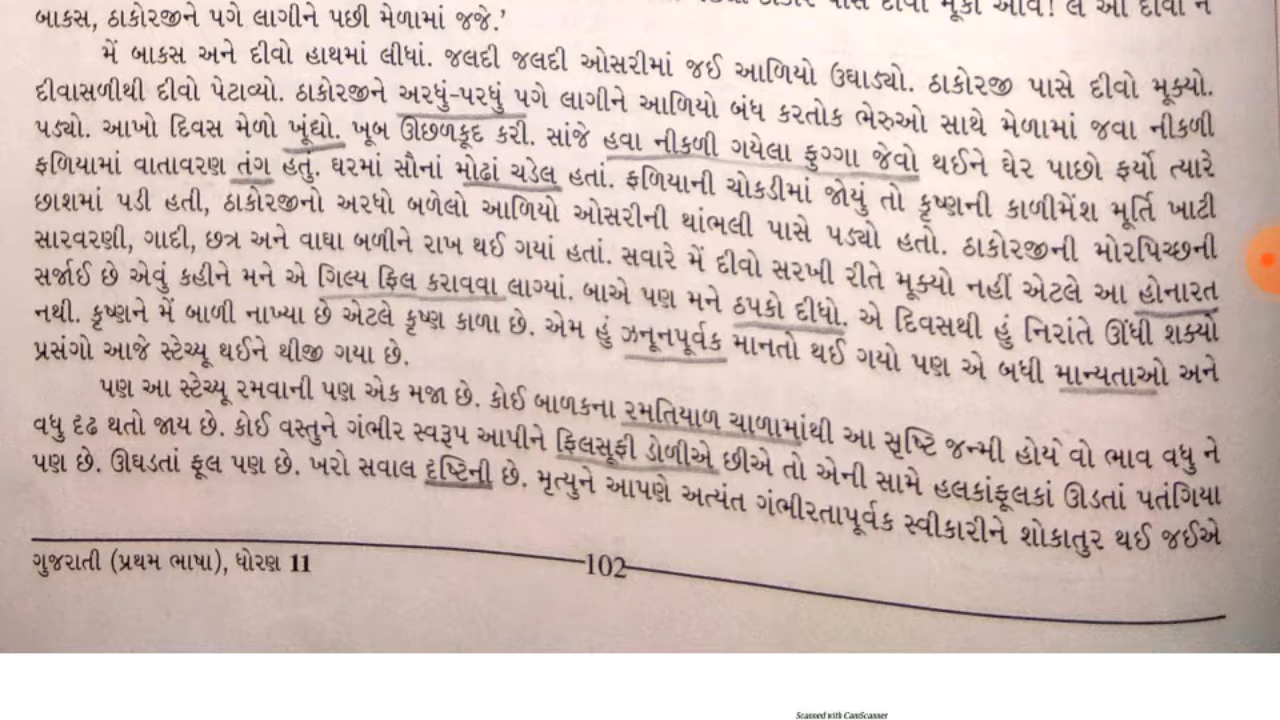 બાકસ, ઠાકોરજીને પગે લાગીને પછી મેળામાં જજે.'
મેં બાકસ અને દીવો હાથમાં લીધાં. જલદી જલદી ઓસરીમાં જઈ આળિયો ઉઘાડ્યો. ઠાકોરજી પાસે દીવો મૂક્યો.
દીવાસળીથી દીવો પેટાવ્યો. ઠાકોરજીને અરધું-પરધું પગે લાગીને આળિયો બંધ કરતોક ભેરુઓ સાથે મેળામાં જવા નીકળી
પડ્યો. આખો દિવસ મેળો ખૂંદ્યો. ખૂબ ઊછળકૂદ કરી. સાંજે હવા નીકળી ગયેલા ફુગ્ગા જેવો થઈને ઘેર પાછો ફર્યો ત્યારે
ફળિયામાં વાતાવરણ તંગ હતું. ઘરમાં સૌનાં મોઢાં ચડેલ હતાં. ફળિયાની ચોકડીમાં જોયું તો કૃષ્ણની કાળીમેંશ મૂર્તિ ખાટી
છાશમાં પડી હતી, ઠાકોરજીનો અરધો બળેલો આળિયો ઓસરીની થાંભલી પાસે પડ્યો હતો. ઠાકોરજીની મોરપિચ્છની
સારવરણી, ગાદી, છત્ર અને વાઘા બળીને રાખ થઈ ગયાં હતાં. સવારે મેં દીવો સરખી રીતે મૂક્યો નહીં એટલે આ હોનારત
સર્જાઈ છે એવું કહીને મને એ ગિલ્ય ફિલ કરાવવા લાગ્યાં. બાએ પણ મને ઠપકો દીધો. એ દિવસથી હું નિરાંતે ઊંઘી શક્યો
નથી. કૃષ્ણને મેં બાળી નાખ્યા છે એટલે કૃષ્ણ કાળા છે. એમ હું ઝનૂનપૂર્વક માનતો થઈ ગયો પણ એ બધી માન્યતાઓ અને
પ્રસંગો આજે સ્ટેચ્યૂ થઈને થીજી ગયા છે.
પણ આ સ્ટેચ્યૂ રમવાની પણ એક મજા છે. કોઈ બાળકના રમતિયાળ ચાળામાંથી આ સૃષ્ટિ જન્મી હોય એવો ભાવ વધુ ને
વધુ દૃઢ થતો જાય છે. કોઈ વસ્તુને ગંભીર સ્વરૂપ આપીને ફિલસૂફી ડોળીએ છીએ તો એની સામે હલકાંફૂલકાં ઊડતાં પતંગિયા
પણ છે. ઊઘડતાં ફૂલ પણ છે. ખરો સવાલ દૃષ્ટિની છે. મૃત્યુને આપણે અત્યંત ગંભીરતાપૂર્વક સ્વીકારીને શોકાતુર થઈ જઈએ
ગુજરાતી (પ્રથમ ભાષા), ધોરણ 11
102
Scanned with CamScanner